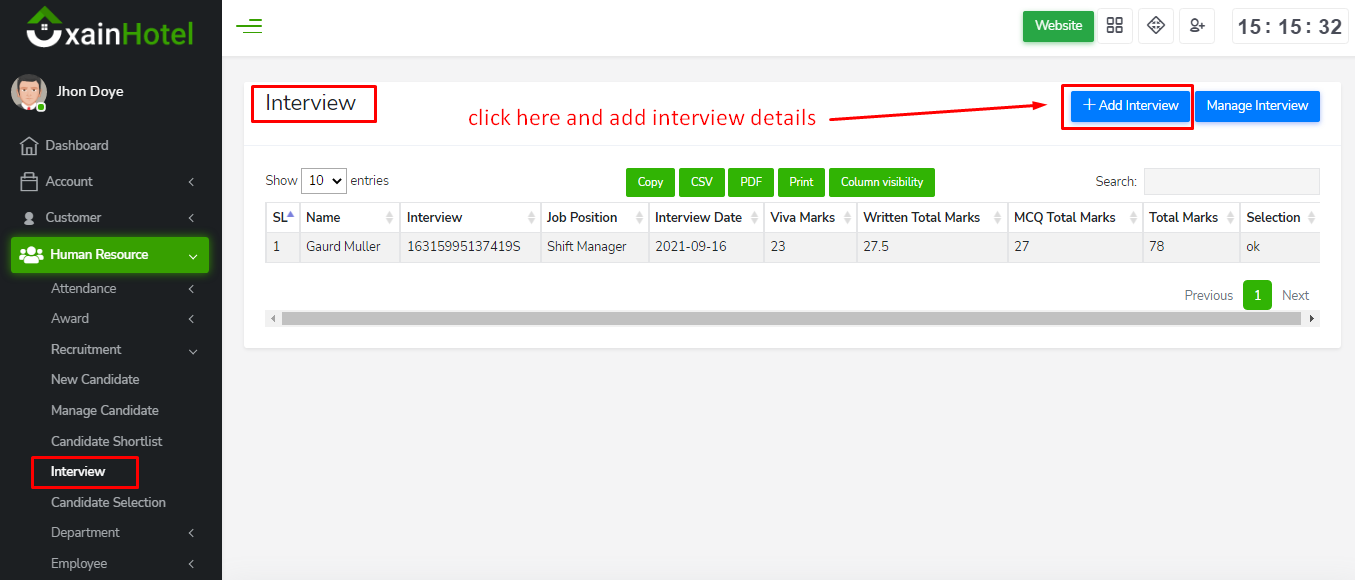 xainHotel
Website
15 : 15 : 32
Jhon Doye
Dashboard
Account
Customer
Human Resource
Attendance
Award
Recruitment
New Candidate
Manage Candidate
Candidate Shortlist
Interview
Candidate Selection
Department
Employee
Interview
click here and add interview details
+ Add Interview
Manage Interview
Show 10 entries
Copy CSV PDF Print Column visibility
Search:
SL Name Interview Job Position Interview Date Viva Marks Written Total Marks MCQ Total Marks Total Marks Selection
1 Gaurd Muller 16315995137419S Shift Manager 2021-09-16 23 27.5 27 78 ok
Previous 1 Next